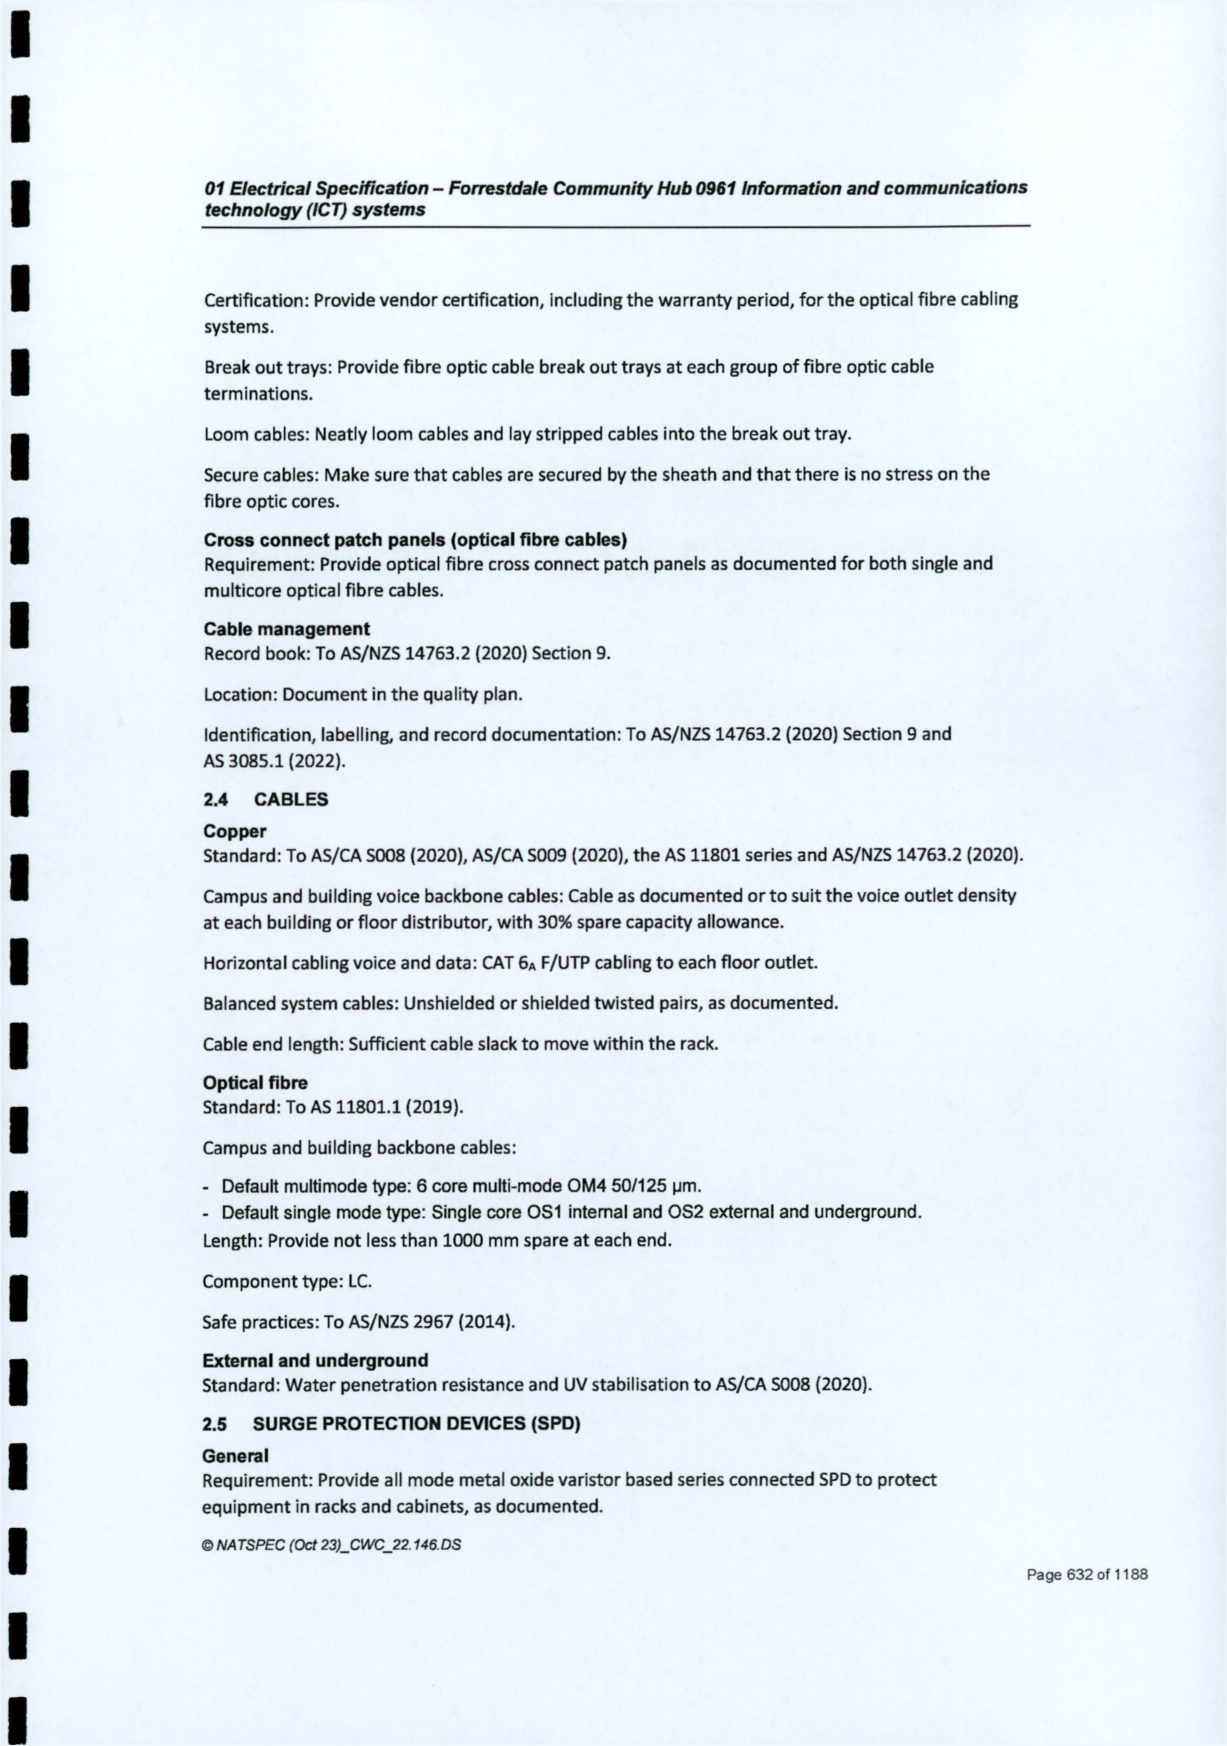 01 Electrical Specification – Forrestdale Community Hub 0961 Information and communications
technology (ICT) systems
Certification: Provide vendor certification, including the warranty period, for the optical fibre cabling
systems.
Break out trays: Provide fibre optic cable break out trays at each group of fibre optic cable
terminations.
Loom cables: Neatly loom cables and lay stripped cables into the break out tray.
Secure cables: Make sure that cables are secured by the sheath and that there is no stress on the
fibre optic cores.
Cross connect patch panels (optical fibre cables)
Requirement: Provide optical fibre cross connect patch panels as documented for both single and
multicore optical fibre cables.
Cable management
Record book: To AS/NZS 14763.2 (2020) Section 9.
Location: Document in the quality plan.
Identification, labelling, and record documentation: To AS/NZS 14763.2 (2020) Section 9 and
AS 3085.1 (2022).
2.4 CABLES
Copper
Standard: To AS/CA S008 (2020), AS/CA S009 (2020), the AS 11801 series and AS/NZS 14763.2 (2020).
Campus and building voice backbone cables: Cable as documented or to suit the voice outlet density
at each building or floor distributor, with 30% spare capacity allowance.
Horizontal cabling voice and data: CAT 6A F/UTP cabling to each floor outlet.
Balanced system cables: Unshielded or shielded twisted pairs, as documented.
Cable end length: Sufficient cable slack to move within the rack.
Optical fibre
Standard: To AS 11801.1 (2019).
Campus and building backbone cables:
- Default multimode type: 6 core multi-mode OM4 50/125 µm.
- Default single mode type: Single core OS1 internal and OS2 external and underground.
Length: Provide not less than 1000 mm spare at each end.
Component type: LC.
Safe practices: To AS/NZS 2967 (2014).
External and underground
Standard: Water penetration resistance and UV stabilisation to AS/CA S008 (2020).
2.5 SURGE PROTECTION DEVICES (SPD)
General
Requirement: Provide all mode metal oxide varistor based series connected SPD to protect
equipment in racks and cabinets, as documented.
© NATSPEC (Oct 23)_CWC_22.146.DS
Page 632 of 1188